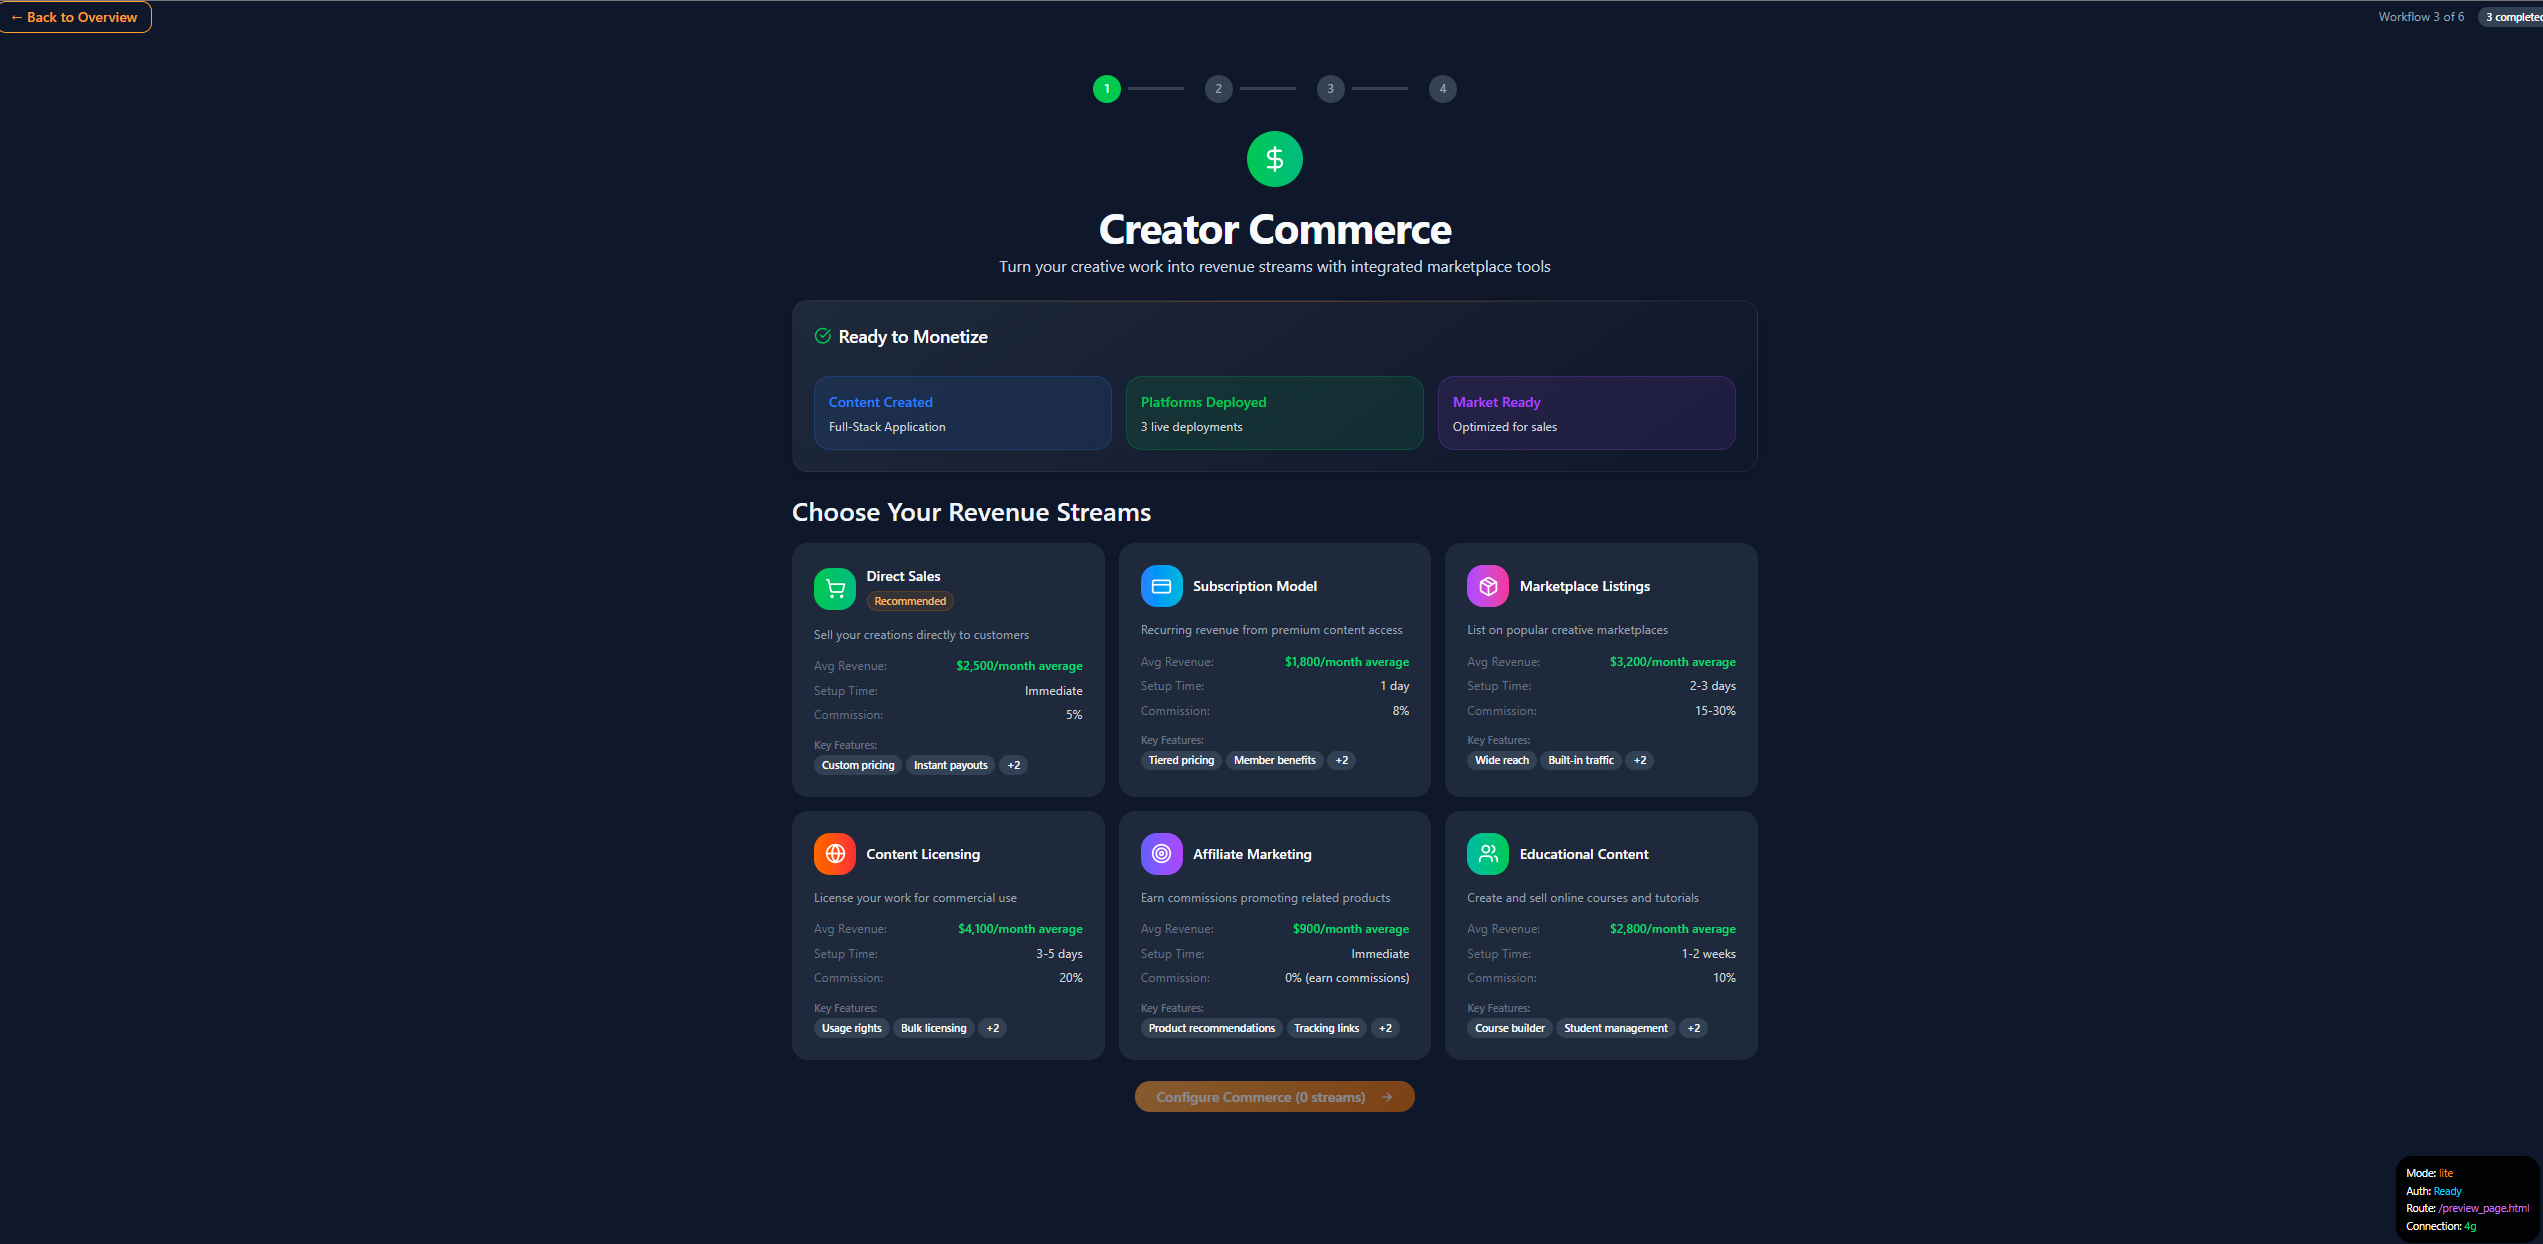 ← Back to Overview
Workflow 3 of 6
3 completed
1
2
3
4
Creator Commerce
Turn your creative work into revenue streams with integrated marketplace tools
Ready to Monetize
Content Created
Full-Stack Application
Platforms Deployed
3 live deployments
Market Ready
Optimized for sales
Choose Your Revenue Streams
Direct Sales
Recommended
Sell your creations directly to customers
Avg Revenue: $2,500/month average
Setup Time: Immediate
Commission: 5%
Key Features:
Custom pricing Instant payouts +2
Subscription Model
Recurring revenue from premium content access
Avg Revenue: $1,800/month average
Setup Time: 1 day
Commission: 8%
Key Features:
Tiered pricing Member benefits +2
Marketplace Listings
List on popular creative marketplaces
Avg Revenue: $3,200/month average
Setup Time: 2-3 days
Commission: 15-30%
Key Features:
Wide reach Built-in traffic +2
Content Licensing
License your work for commercial use
Avg Revenue: $4,100/month average
Setup Time: 3-5 days
Commission: 20%
Key Features:
Usage rights Bulk licensing +2
Affiliate Marketing
Earn commissions promoting related products
Avg Revenue: $900/month average
Setup Time: Immediate
Commission: 0% (earn commissions)
Key Features:
Product recommendations Tracking links +2
Educational Content
Create and sell online courses and tutorials
Avg Revenue: $2,800/month average
Setup Time: 1-2 weeks
Commission: 10%
Key Features:
Course builder Student management +2
Configure Commerce (0 streams) →
Mode: lite
Auth: Ready
Route: /preview_page.html
Connection: 4g